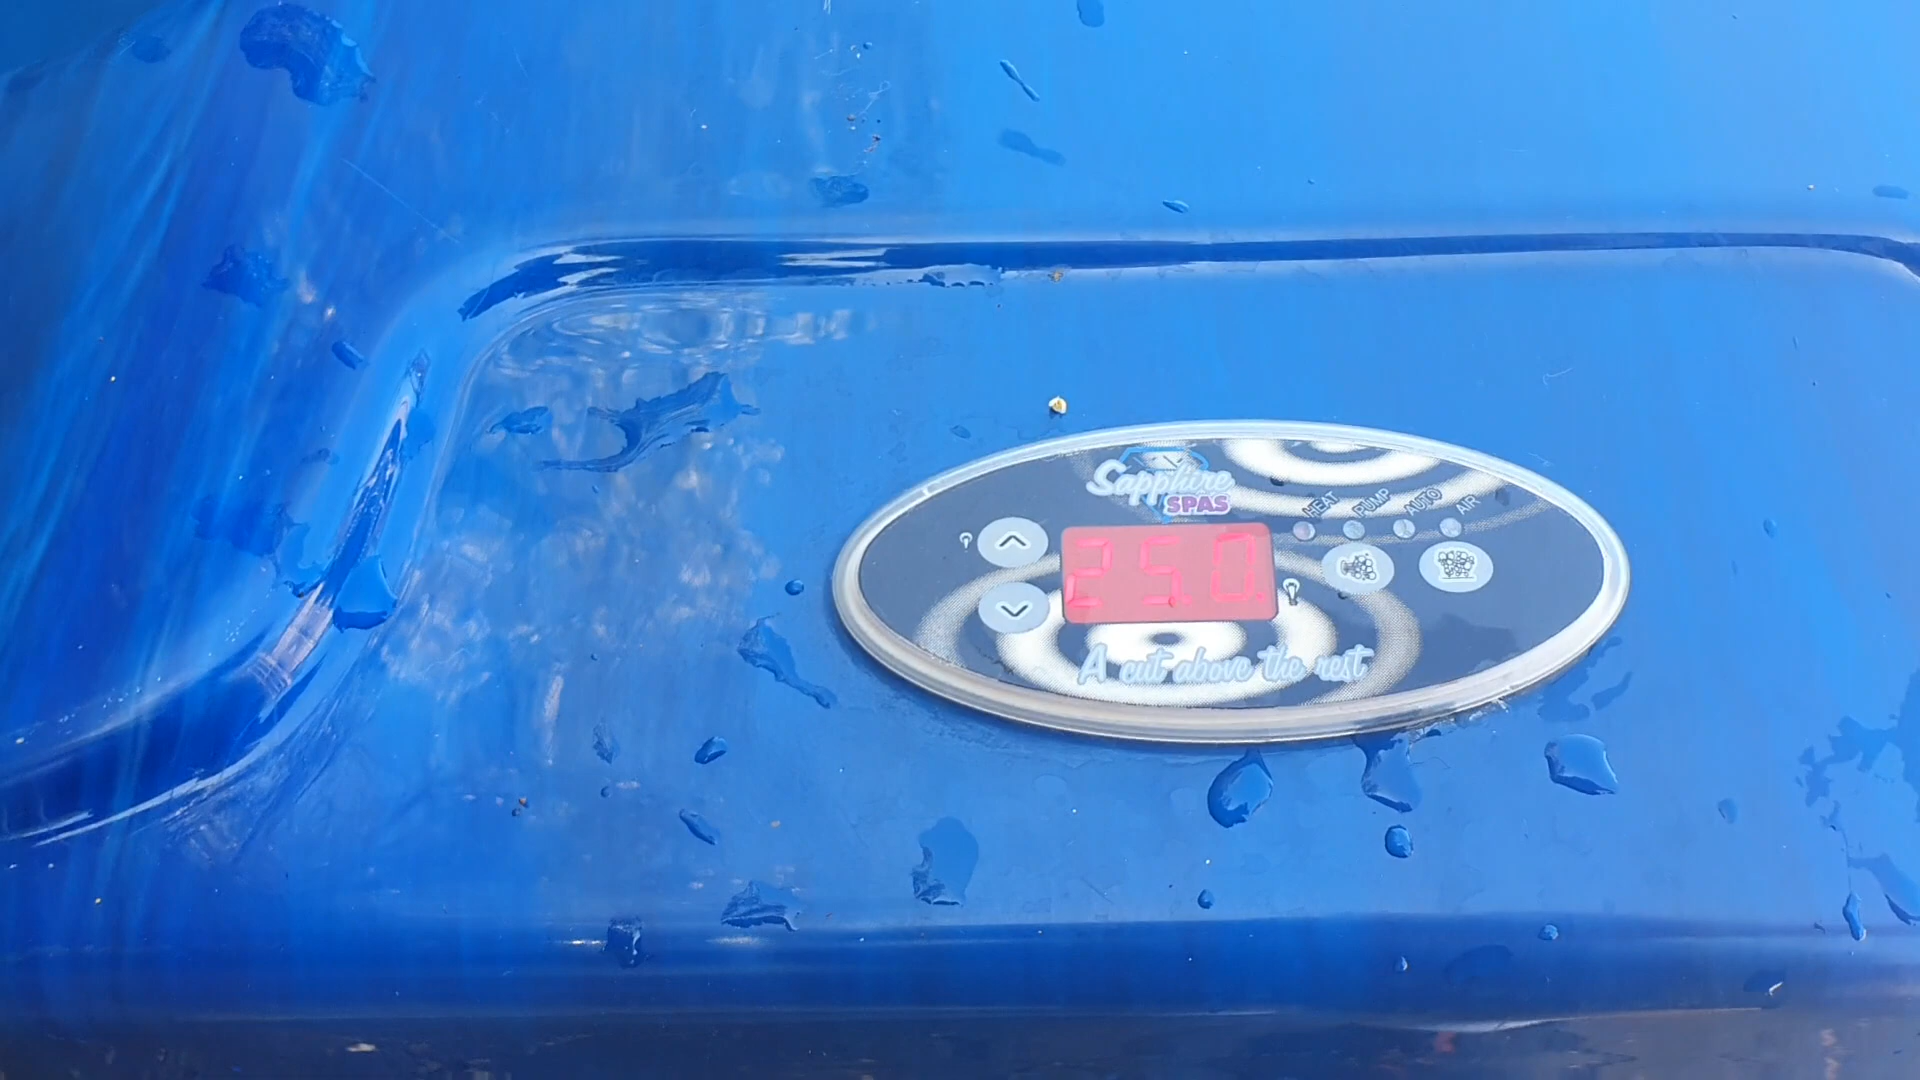 Sapphire
SPAS
HEAT PUMP AUTO AIR
25.0
A cut above the rest